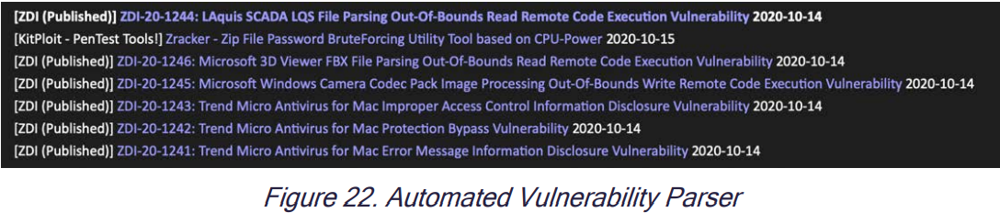 [ZDI (Published)] ZDI-20-1244: LAquis SCADA LQS File Parsing Out-Of-Bounds Read Remote Code Execution Vulnerability 2020-10-14
[KitPloit - PenTest Tools!] Zracker - Zip File Password BruteForcing Utility Tool based on CPU-Power 2020-10-15
[ZDI (Published)] ZDI-20-1246: Microsoft 3D Viewer FBX File Parsing Out-Of-Bounds Read Remote Code Execution Vulnerability 2020-10-14
[ZDI (Published)] ZDI-20-1245: Microsoft Windows Camera Codec Pack Image Processing Out-Of-Bounds Write Remote Code Execution Vulnerability 2020-10-14
[ZDI (Published)] ZDI-20-1243: Trend Micro Antivirus for Mac Improper Access Control Information Disclosure Vulnerability 2020-10-14
[ZDI (Published)] ZDI-20-1242: Trend Micro Antivirus for Mac Protection Bypass Vulnerability 2020-10-14
[ZDI (Published)] ZDI-20-1241: Trend Micro Antivirus for Mac Error Message Information Disclosure Vulnerability 2020-10-14
Figure 22. Automated Vulnerability Parser